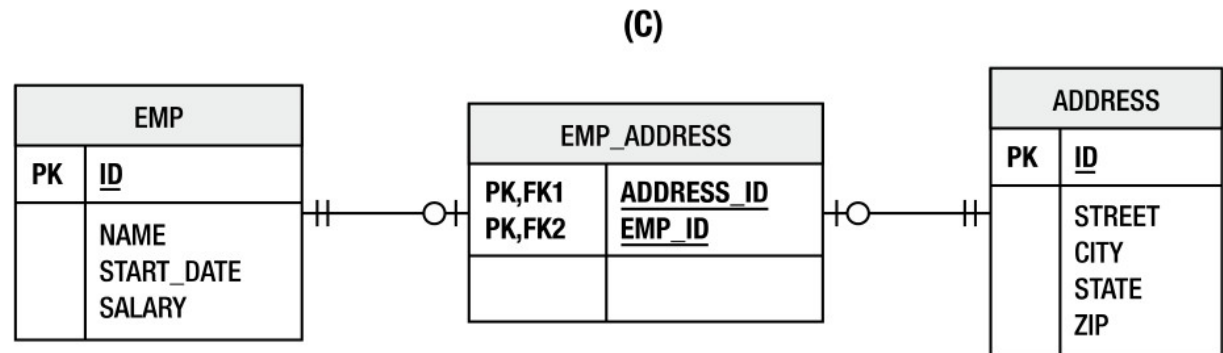 (C)
EMP
PK ID
NAME
START_DATE
SALARY
EMP_ADDRESS
PK,FK1 ADDRESS_ID
PK,FK2 EMP_ID
ADDRESS
PK ID
STREET
CITY
STATE
ZIP